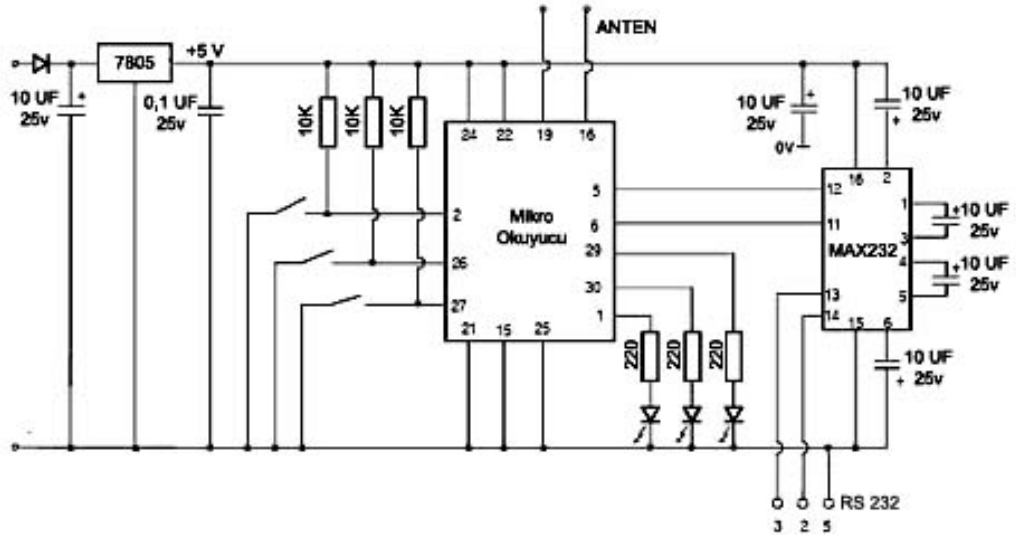 ANTEN
7805
+5 V
10 UF +
25v
0,1 UF
25v
10K
10K
10K
10 UF +
25v
0V
10 UF
+ 25v
24 22 19 16
2
26
27
21 15 25
5
6
29
30
1
Mikro
Okuyucu
220
220
220
16 2
12
11
13
14
15 6
1
3
4
5
MAX232
+10 UF
25v
+10 UF
25v
10 UF
+ 25v
RS 232
3 2 5